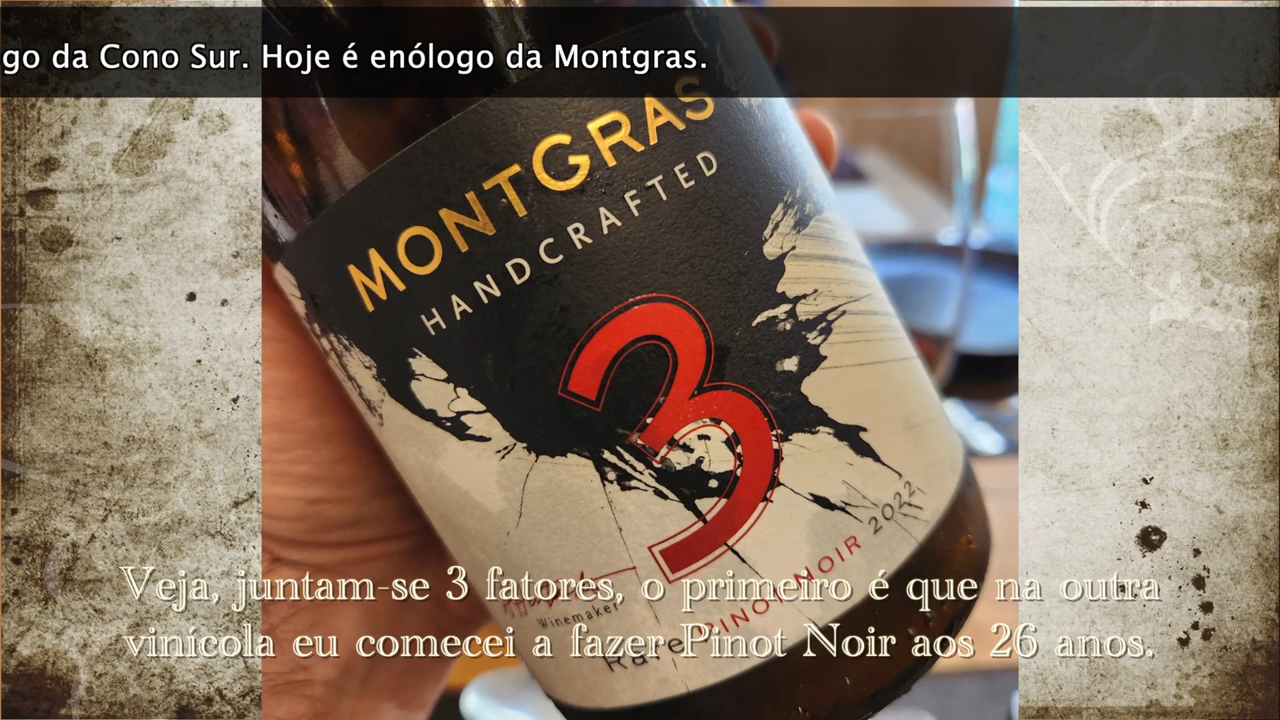 go da Cono Sur. Hoje é enólogo da Montgras.
MONTGRAS
HANDCRAFTED
3
Veja, juntam-se 3 fatores, o primeiro é que na outra
vinícola eu comecei a fazer Pinot Noir aos 26 anos.
Winemaker
Rare PINOT NOIR 2022